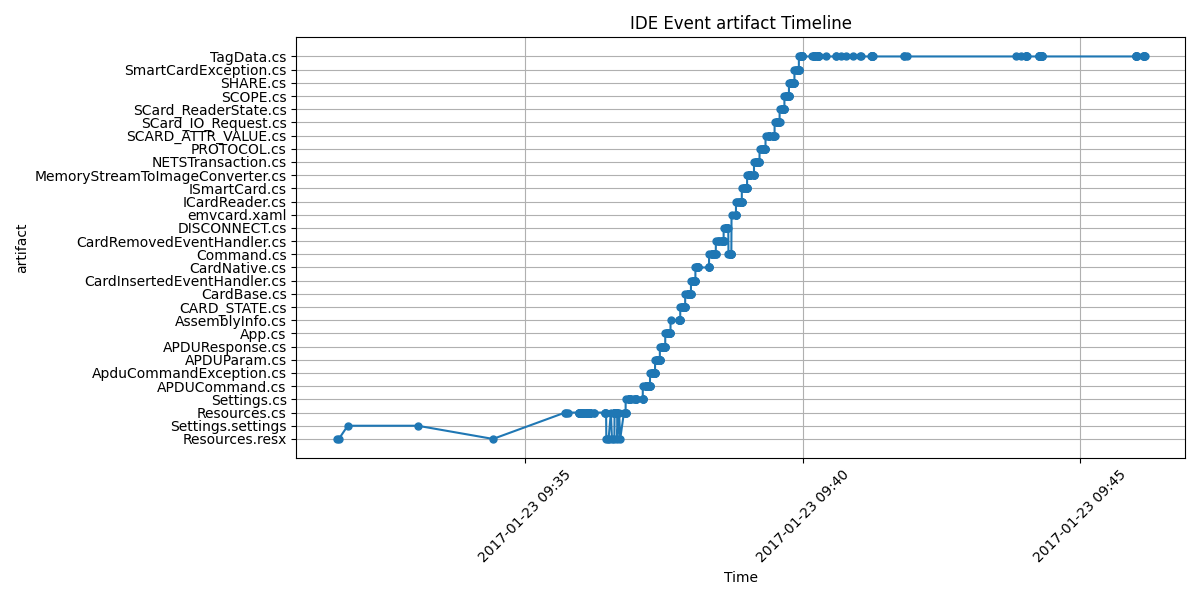 IDE Event artifact Timeline
TagData.cs
SmartCardException.cs
SHARE.cs
SCOPE.cs
SCard_ReaderState.cs
SCard_IO_Request.cs
SCARD_ATTR_VALUE.cs
PROTOCOL.cs
NETSTransaction.cs
MemoryStreamToImageConverter.cs
ISmartCard.cs
ICardReader.cs
emvcard.xaml
DISCONNECT.cs
CardRemovedEventHandler.cs
Command.cs
CardNative.cs
CardInsertedEventHandler.cs
CardBase.cs
CARD_STATE.cs
AssemblyInfo.cs
App.cs
APDUResponse.cs
APDUParam.cs
ApduCommandException.cs
APDUCommand.cs
Settings.cs
Resources.cs
Settings.settings
Resources.resx
artifact
2017-01-23 09:35
2017-01-23 09:40
2017-01-23 09:45
Time